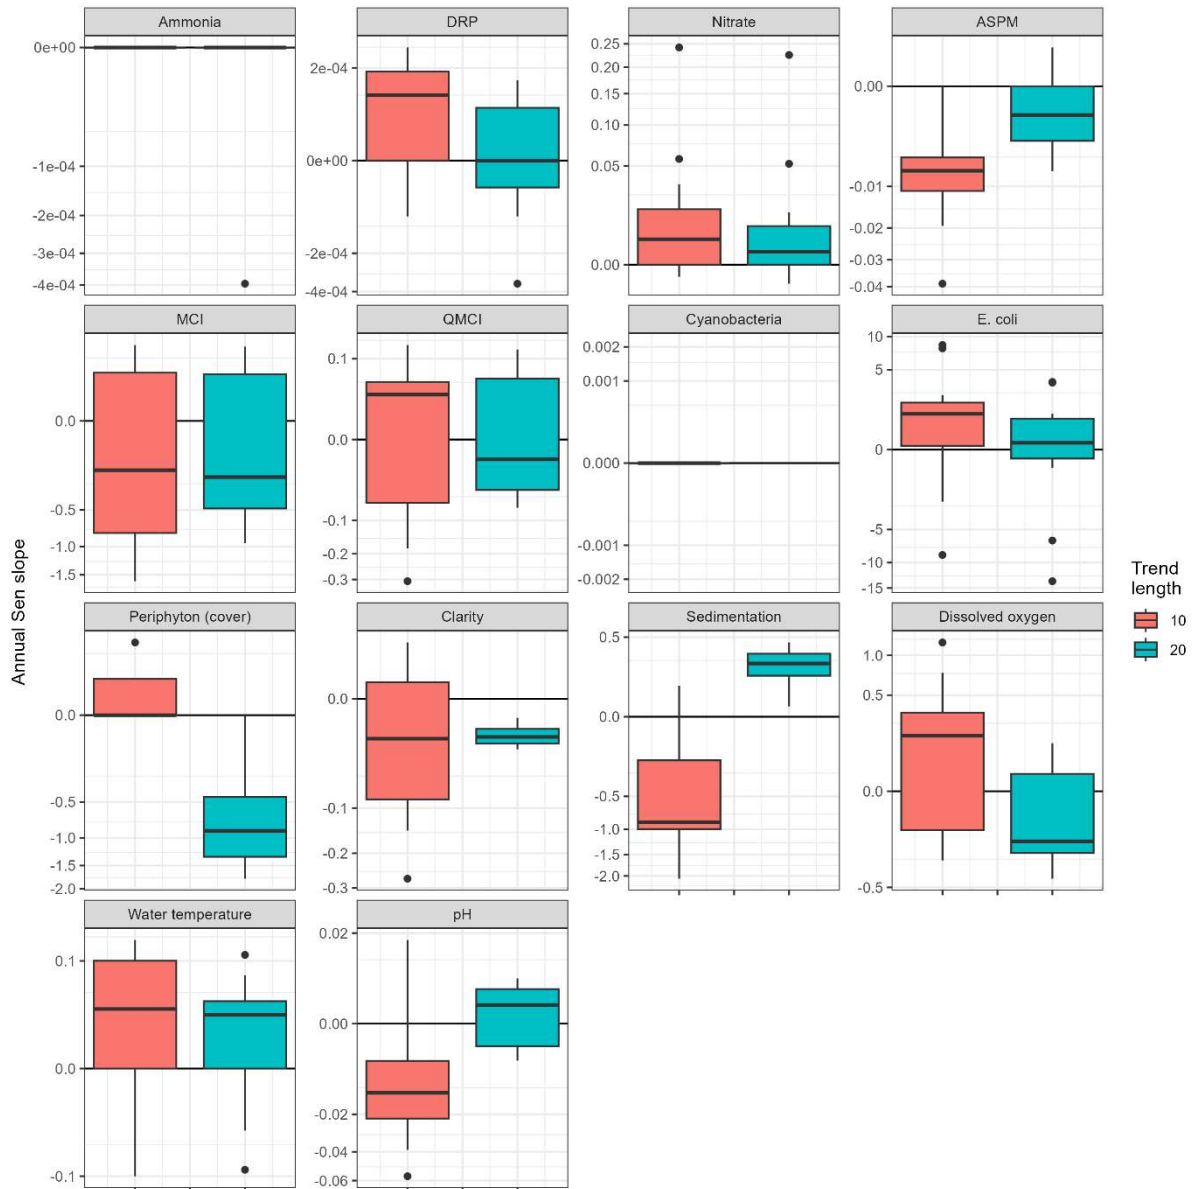 Ammonia
DRP
Nitrate
ASPM
0e+00
-1e-04
-2e-04
-3e-04
-4e-04
2e-04
0e+00
-2e-04
-4e-04
0.25
0.20
0.15
0.10
0.05
0.00
0.00
-0.01
-0.02
-0.03
-0.04
MCI
QMCI
Cyanobacteria
E. coli
0.0
-0.5
-1.0
-1.5
0.1
0.0
-0.1
-0.2
-0.3
0.002
0.001
0.000
-0.001
-0.002
10
5
0
-5
-10
-15
Annual Sen slope
Trend
length
10
20
Periphyton (cover)
Clarity
Sedimentation
Dissolved oxygen
0.0
-0.5
-1.0
-1.5
-2.0
0.0
-0.1
-0.2
-0.3
0.5
0.0
-0.5
-1.0
-1.5
-2.0
1.0
0.5
0.0
-0.5
Water temperature
pH
0.1
0.0
-0.1
0.02
0.00
-0.02
-0.04
-0.06